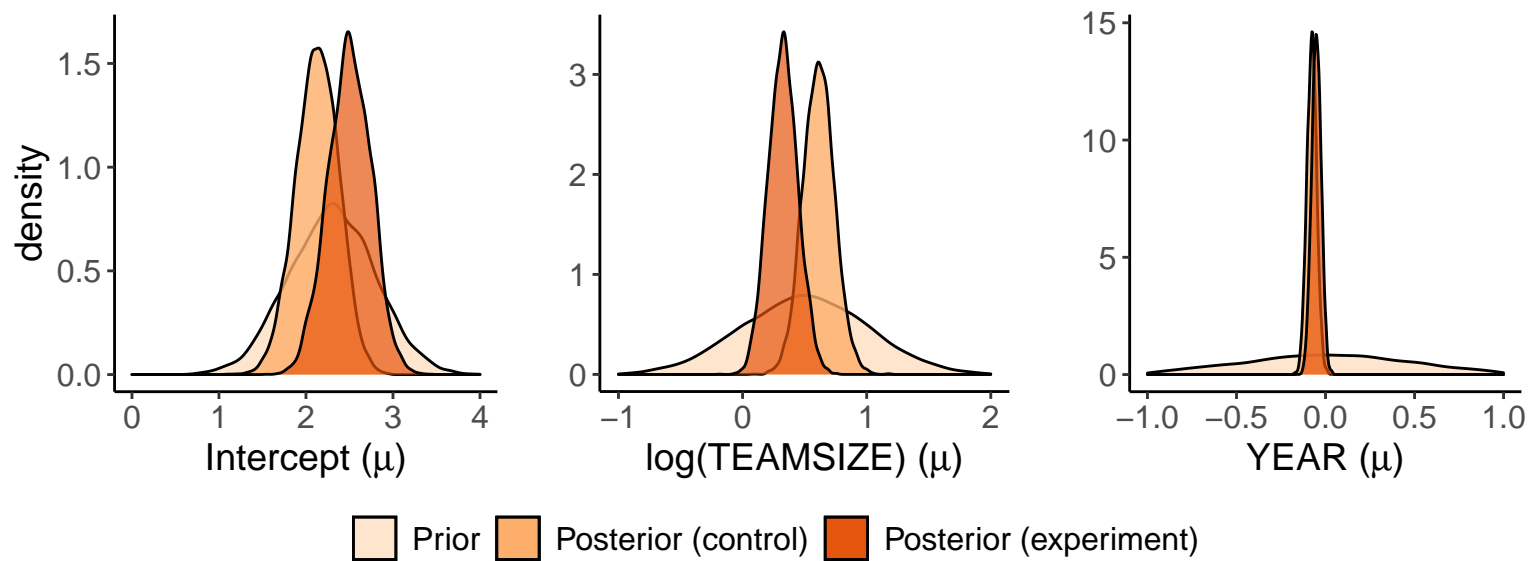 density
1.5
1.0
0.5
0.0
0 1 2 3 4
Intercept (μ)
3
2
1
0
−1 0 1 2
log(TEAMSIZE) (μ)
15
10
5
0
−1.0 −0.5 0.0 0.5 1.0
YEAR (μ)
Prior Posterior (control) Posterior (experiment)